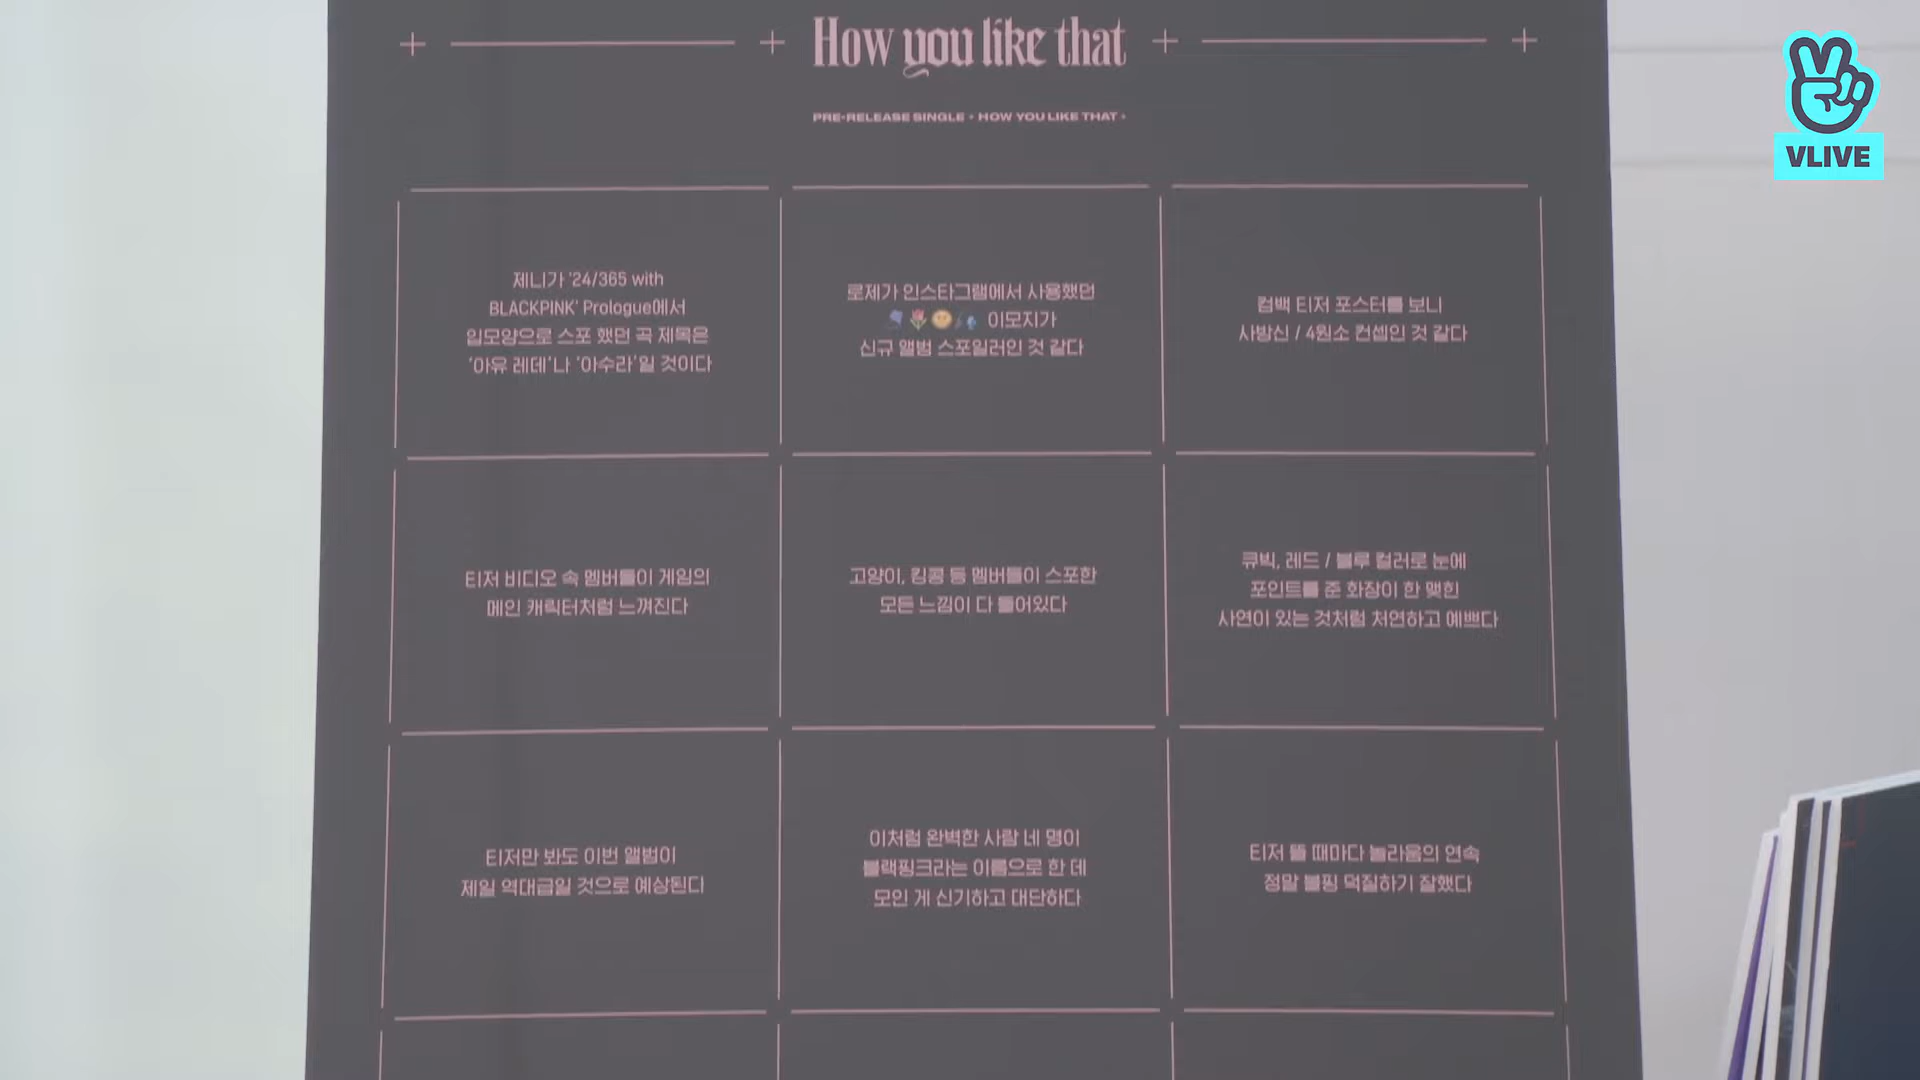 How you like that
PRE-RELEASE SINGLE • HOW YOU LIKE THAT •
VLIVE
제니가 '24/365 with
BLACKPINK' Prologue에서
입모양으로 스포 했던 곡 제목은
'아유 레데'나 '아수라'일 것이다
로제가 인스타그램에서 사용했던
이모지가
신규 앨범 스포일러인 것 같다
컴백 티저 포스터를 보니
사방신 / 4원소 컨셉인 것 같다
티저 비디오 속 멤버들이 게임의
메인 캐릭터처럼 느껴진다
고양이, 킹콩 등 멤버들이 스포한
모든 느낌이 다 들어있다
큐빅, 레드 / 블루 컬러로 눈에
포인트를 준 화장이 한 맺힌
사연이 있는 것처럼 처연하고 예쁘다
티저만 봐도 이번 앨범이
제일 역대급일 것으로 예상된다
이처럼 완벽한 사람 네 명이
블랙핑크라는 이름으로 한 데
모인 게 신기하고 대단하다
티저 뜰 때마다 놀라움의 연속
정말 블핑 덕질하기 잘했다